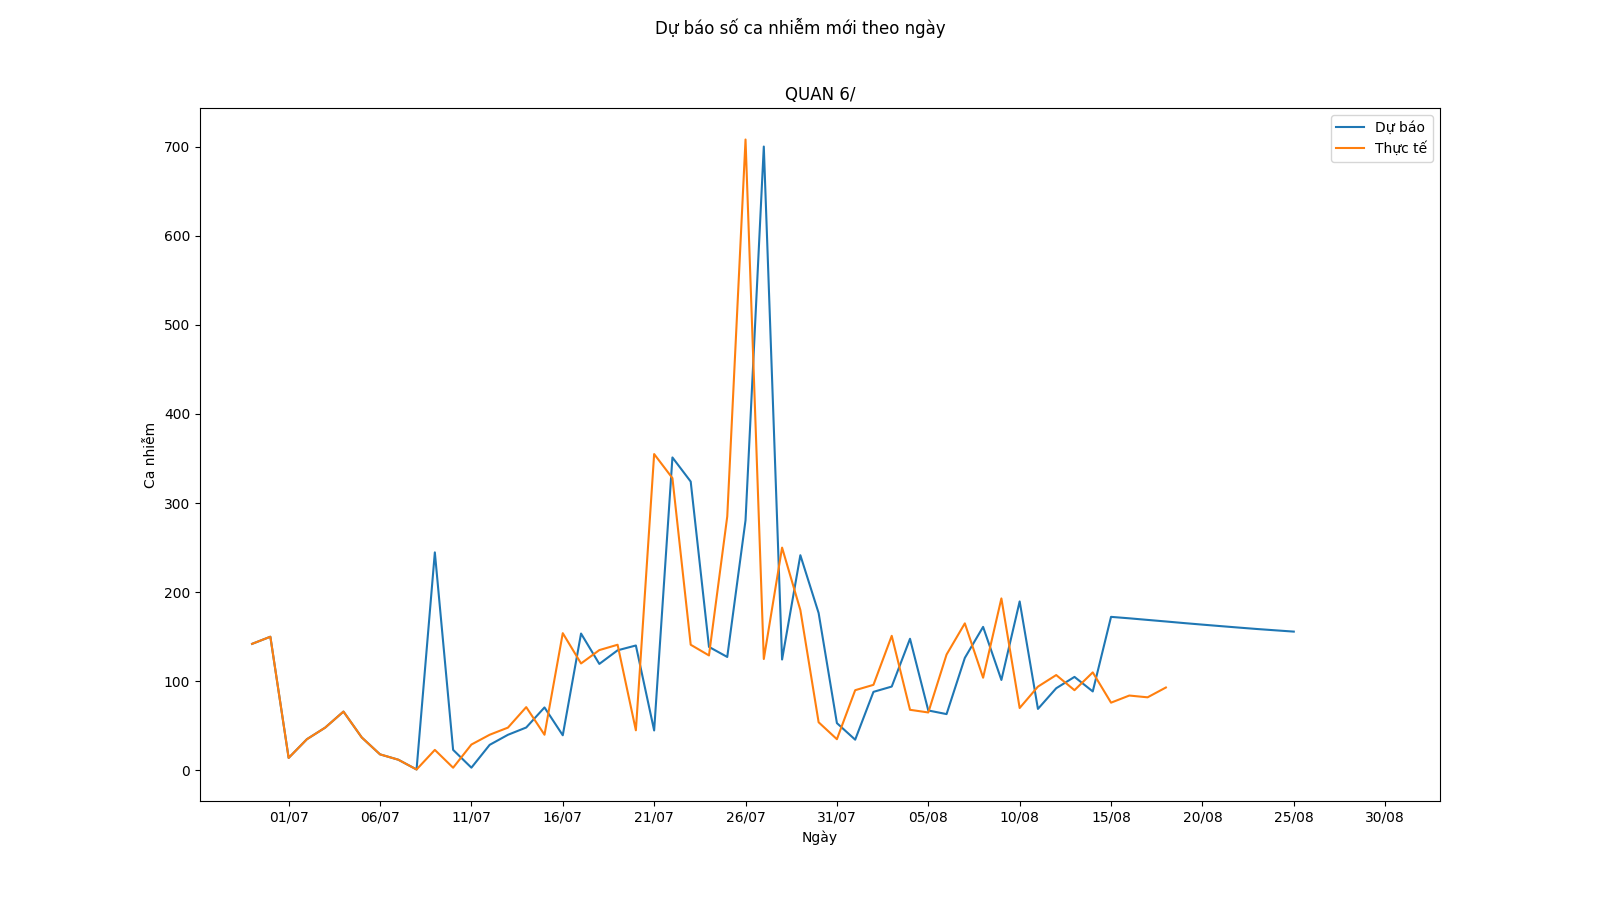 Dự báo số ca nhiễm mới theo ngày
QUAN 6/
Dự báo
Thực tế
700
600
500
400
300
200
100
0
Ca nhiễm
01/07 06/07 11/07 16/07 21/07 26/07 31/07 05/08 10/08 15/08 20/08 25/08 30/08
Ngày